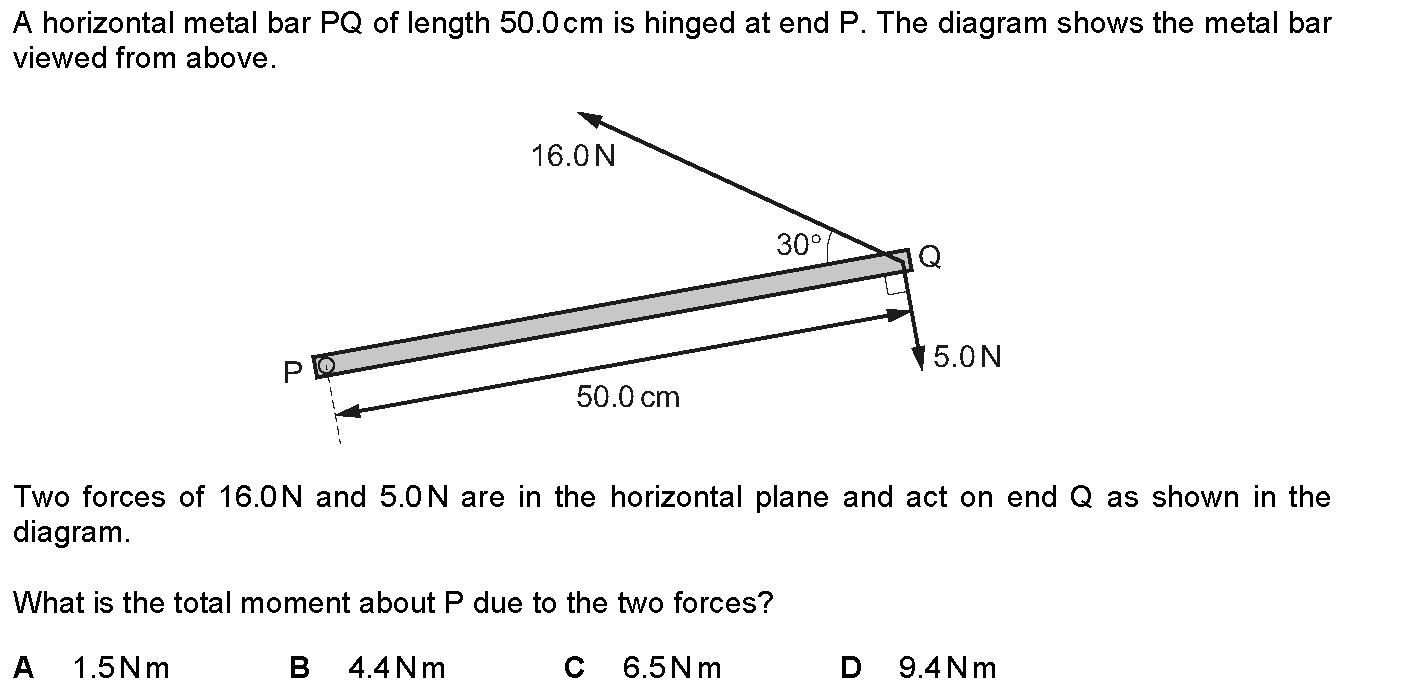 A horizontal metal bar PQ of length 50.0 cm is hinged at end P. The diagram shows the metal bar
viewed from above.
16.0 N
30°
Q
P
5.0 N
50.0 cm
Two forces of 16.0 N and 5.0 N are in the horizontal plane and act on end Q as shown in the
diagram.
What is the total moment about P due to the two forces?
A 1.5 N m B 4.4 N m C 6.5 N m D 9.4 N m